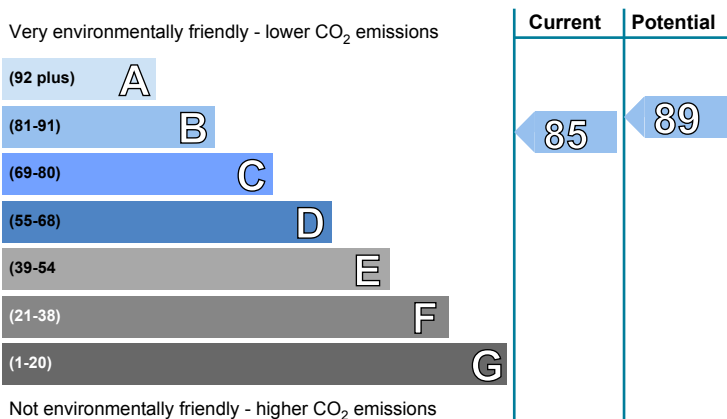 Current Potential
Very environmentally friendly - lower CO2 emissions
(92 plus) A
(81-91) B
85 89
(69-80) C
(55-68) D
(39-54 E
(21-38) F
(1-20) G
Not environmentally friendly - higher CO2 emissions